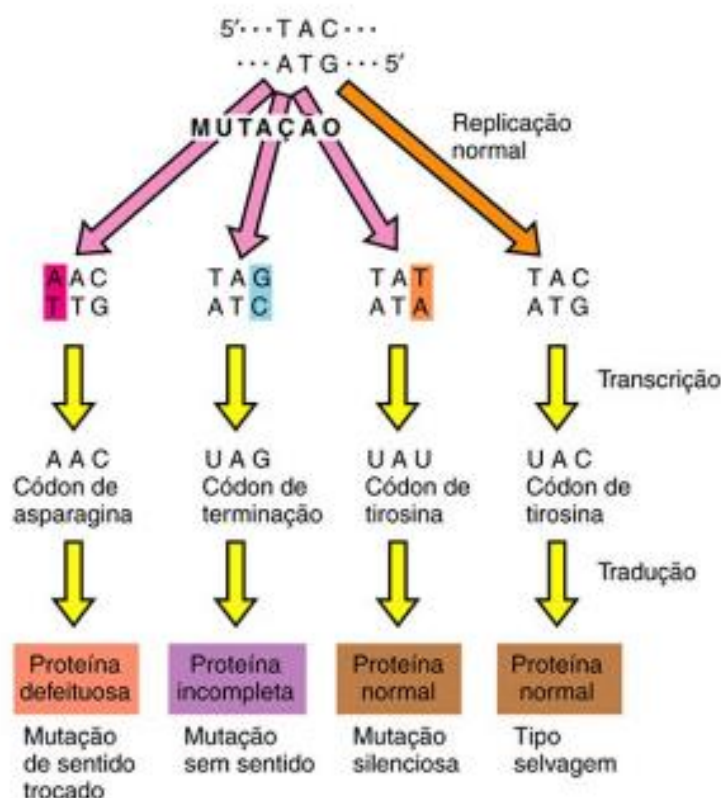 5′···TAC···
···ATG···5′
MUTAÇAO
Replicação
normal
AAC TAG TAT TAC
TTG ATC ATA ATG
Transcrição
AAC UAG UAU UAC
Códon de Códon de Códon de Códon de
asparagina terminação tirosina tirosina
Tradução
Proteína Proteína Proteína Proteína
defeituosa incompleta normal normal
Mutação Mutação Mutação Tipo
de sentido sem sentido silenciosa selvagem
trocado